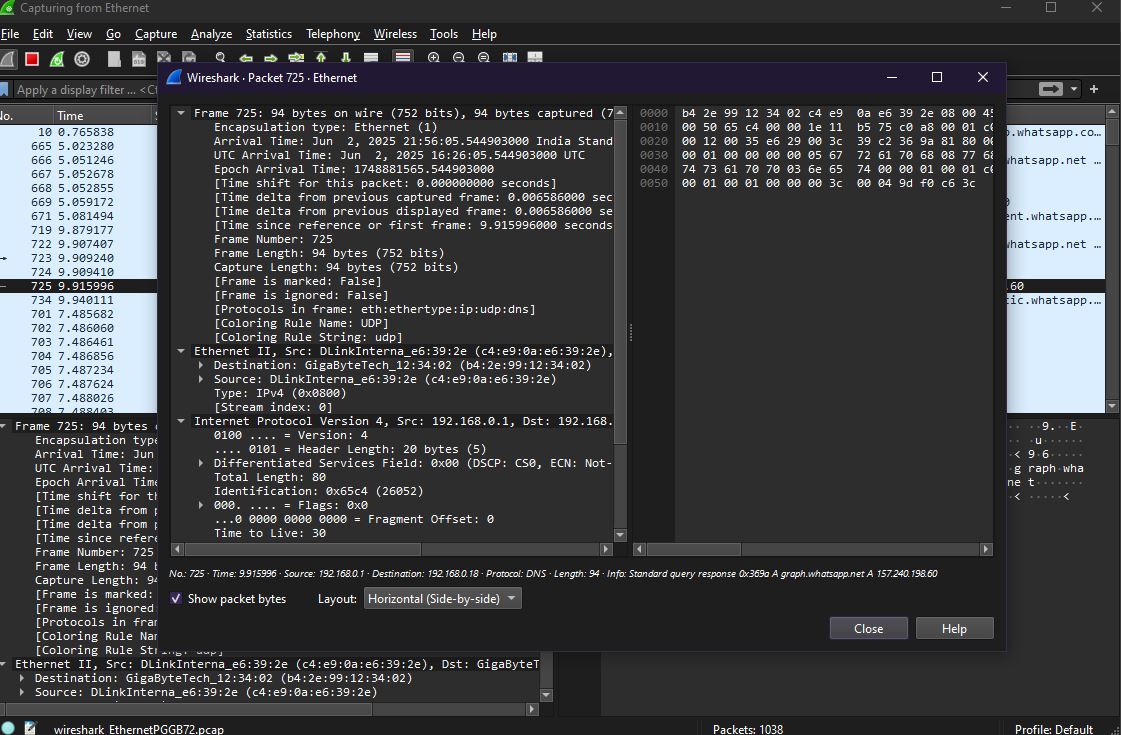 Capturing from Ethernet
File Edit View Go Capture Analyze Statistics Telephony Wireless Tools Help
Apply a display filter ... <Ct
No. Time
10 0.765838
665 5.023280
666 5.051246
667 5.052678
668 5.052855
669 5.059172
671 5.081494
719 9.879177
722 9.907407
723 9.909240
724 9.909410
725 9.915996
734 9.940111
701 7.485682
702 7.486060
703 7.486461
704 7.486856
705 7.487234
706 7.487624
707 7.488026
708 7.488403
p.whatsapp.co…
whatsapp.net …
ent.whatsapp.…
whatsapp.net …
.60
tic.whatsapp.…
Wireshark · Packet 725 · Ethernet
Frame 725: 94 bytes on wire (752 bits), 94 bytes captured (7
Encapsulation type: Ethernet (1)
Arrival Time: Jun  2, 2025 21:56:05.544903000 India Stand
UTC Arrival Time: Jun  2, 2025 16:26:05.544903000 UTC
Epoch Arrival Time: 1748881565.544903000
[Time shift for this packet: 0.000000000 seconds]
[Time delta from previous captured frame: 0.006586000 sec
[Time delta from previous displayed frame: 0.006586000 se
[Time since reference or first frame: 9.915996000 seconds
Frame Number: 725
Frame Length: 94 bytes (752 bits)
Capture Length: 94 bytes (752 bits)
[Frame is marked: False]
[Frame is ignored: False]
[Protocols in frame: eth:ethertype:ip:udp:dns]
[Coloring Rule Name: UDP]
[Coloring Rule String: udp]
Ethernet II, Src: DLinkInterna_e6:39:2e (c4:e9:0a:e6:39:2e),
Destination: GigaByteTech_12:34:02 (b4:2e:99:12:34:02)
Source: DLinkInterna_e6:39:2e (c4:e9:0a:e6:39:2e)
Type: IPv4 (0x0800)
[Stream index: 0]
Internet Protocol Version 4, Src: 192.168.0.1, Dst: 192.168.
0100 .... = Version: 4
.... 0101 = Header Length: 20 bytes (5)
Differentiated Services Field: 0x00 (DSCP: CS0, ECN: Not-
Total Length: 80
Identification: 0x65c4 (26052)
000. .... = Flags: 0x0
...0 0000 0000 0000 = Fragment Offset: 0
Time to Live: 30
0000 b4 2e 99 12 34 02 c4 e9 0a e6 39 2e 08 00 45
0010 00 50 65 c4 00 00 1e 11 b5 75 c0 a8 00 01 c0
0020 00 12 00 35 e6 29 00 3c 39 c2 36 9a 81 80 00
0030 00 01 00 00 00 00 05 67 72 61 70 68 08 77 68
0040 74 73 61 70 70 03 6e 65 74 00 00 01 00 01 c0
0050 00 01 00 01 00 00 00 3c 00 04 9d f0 c6 3c
No.: 725 · Time: 9.915996 · Source: 192.168.0.1 · Destination: 192.168.0.18 · Protocol: DNS · Length: 94 · Info: Standard query response 0x369a A graph.whatsapp.net A 157.240.198.60
Show packet bytes Layout: Horizontal (Side-by-side)
Close Help
Frame 725: 94 bytes o
Encapsulation type
Arrival Time: Jun
UTC Arrival Time:
Epoch Arrival Time
[Time shift for th
[Time delta from p
[Time delta from p
[Time since refere
Frame Number: 725
Frame Length: 94 b
Capture Length: 94
[Frame is marked:
[Frame is ignored:
[Protocols in fram
[Coloring Rule Nam
[Coloring Rule String: udp]
Ethernet II, Src: DLinkInterna_e6:39:2e (c4:e9:0a:e6:39:2e), Dst: GigaByteT
Destination: GigaByteTech_12:34:02 (b4:2e:99:12:34:02)
Source: DLinkInterna_e6:39:2e (c4:e9:0a:e6:39:2e)
· ··9.·E·
·u······
·<9·6·····
·g raph·wha
net·······
·<·····<
wireshark_EthernetPGGB72.pcap
Packets: 1038
Profile: Default